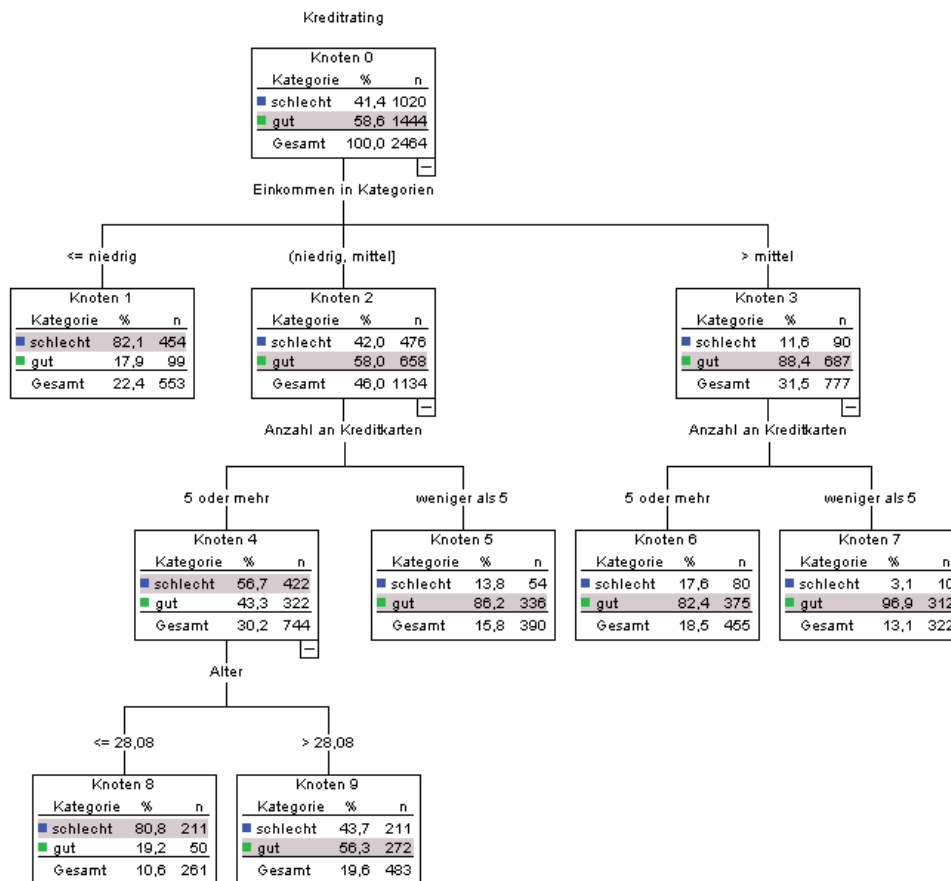 Kreditrating
Knoten 0
Kategorie % n
schlecht 41,4 1020
gut 58,6 1444
Gesamt 100,0 2464
Einkommen in Kategorien
<= niedrig
Knoten 1
Kategorie % n
schlecht 82,1 454
gut 17,9 99
Gesamt 22,4 553
(niedrig, mittel]
Knoten 2
Kategorie % n
schlecht 42,0 476
gut 58,0 658
Gesamt 46,0 1134
> mittel
Knoten 3
Kategorie % n
schlecht 11,6 90
gut 88,4 687
Gesamt 31,5 777
Anzahl an Kreditkarten
5 oder mehr
Knoten 4
Kategorie % n
schlecht 56,7 422
gut 43,3 322
Gesamt 30,2 744
weniger als 5
Knoten 5
Kategorie % n
schlecht 13,8 54
gut 86,2 336
Gesamt 15,8 390
Anzahl an Kreditkarten
5 oder mehr
Knoten 6
Kategorie % n
schlecht 17,6 80
gut 82,4 375
Gesamt 18,5 455
weniger als 5
Knoten 7
Kategorie % n
schlecht 3,1 10
gut 96,9 312
Gesamt 13,1 322
Alter
<= 28,08
Knoten 8
Kategorie % n
schlecht 80,8 211
gut 19,2 50
Gesamt 10,6 261
> 28,08
Knoten 9
Kategorie % n
schlecht 43,7 211
gut 56,3 272
Gesamt 19,6 483